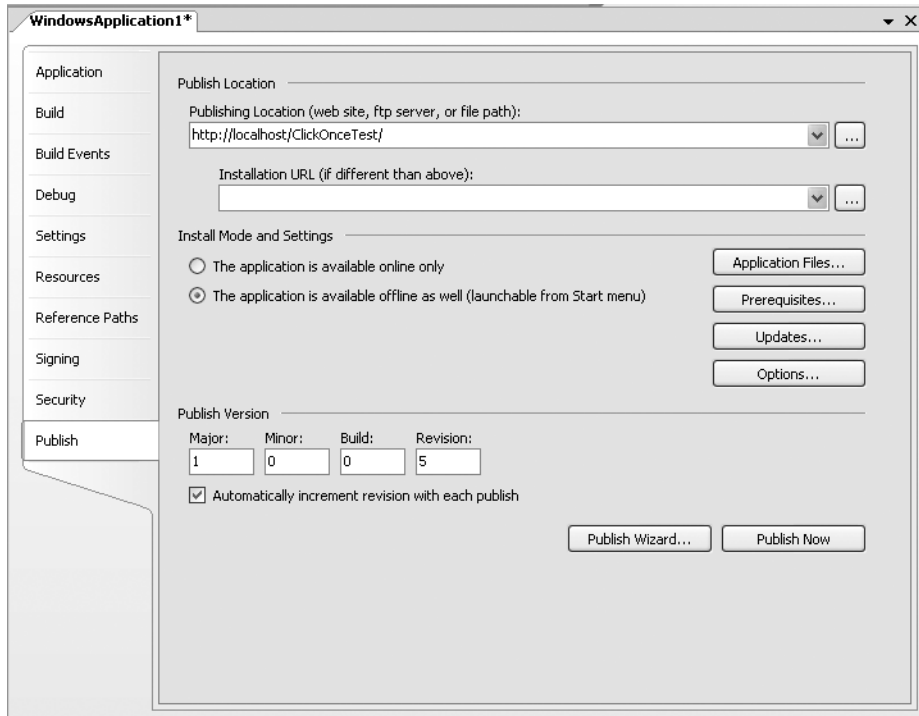 WindowsApplication1*
Application
Build
Build Events
Debug
Settings
Resources
Reference Paths
Signing
Security
Publish
Publish Location
Publishing Location (web site, ftp server, or file path):
http://localhost/ClickOnceTest/
...
Installation URL (if different than above):
...
Install Mode and Settings
The application is available online only
The application is available offline as well (launchable from Start menu)
Application Files...
Prerequisites...
Updates...
Options...
Publish Version
Major: Minor: Build: Revision:
1 0 0 5
Automatically increment revision with each publish
Publish Wizard... Publish Now